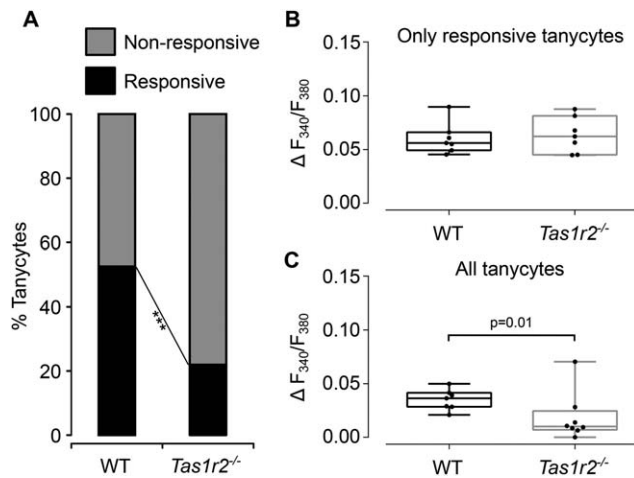 A
Non-responsive
Responsive
% Tanycytes
100
80
60
40
20
0
***
WT
Tas1r2-/-
B
Only responsive tanycytes
Δ F340/F380
0.15
0.10
0.05
0.00
WT
Tas1r2-/-
C
All tanycytes
Δ F340/F380
0.15
0.10
0.05
0.00
p=0.01
WT
Tas1r2-/-